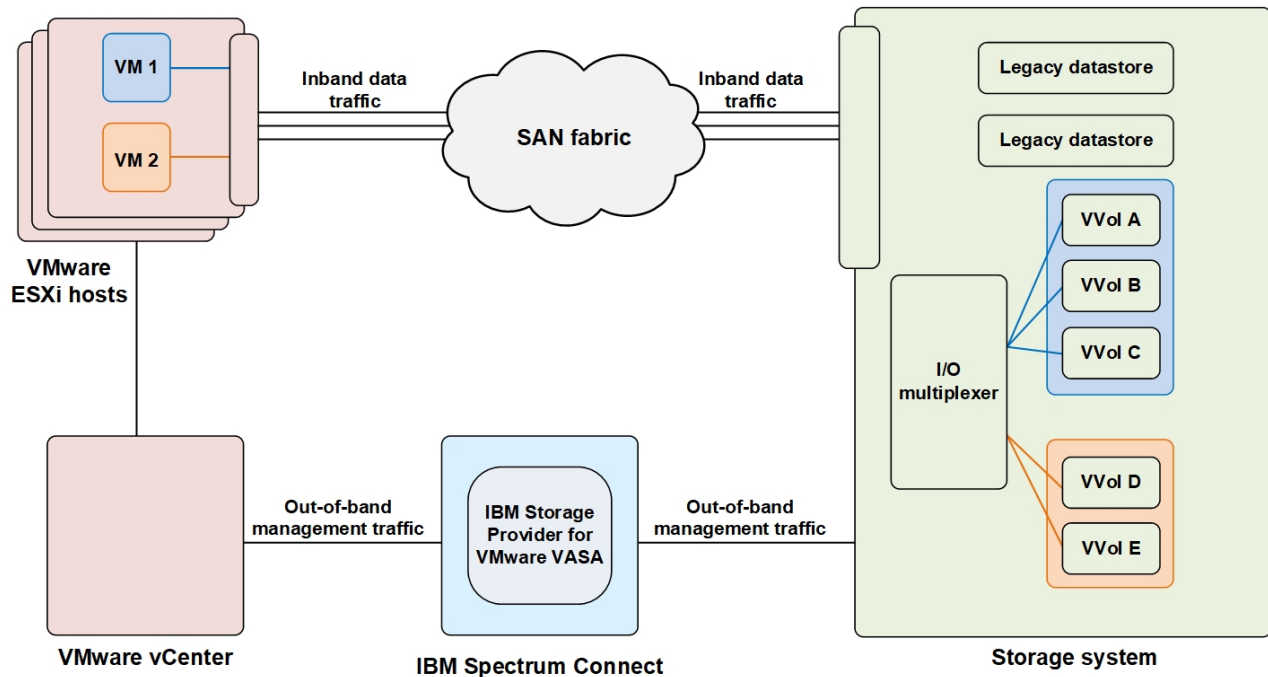 VM 1
VM 2
VMware
ESXi hosts
Inband data
traffic
SAN fabric
Inband data
traffic
Legacy datastore
Legacy datastore
VVol A
VVol B
VVol C
I/O
multiplexer
VVol D
VVol E
Storage system
VMware vCenter
Out-of-band
management traffic
IBM Storage
Provider for
VMware VASA
IBM Spectrum Connect
Out-of-band
management traffic